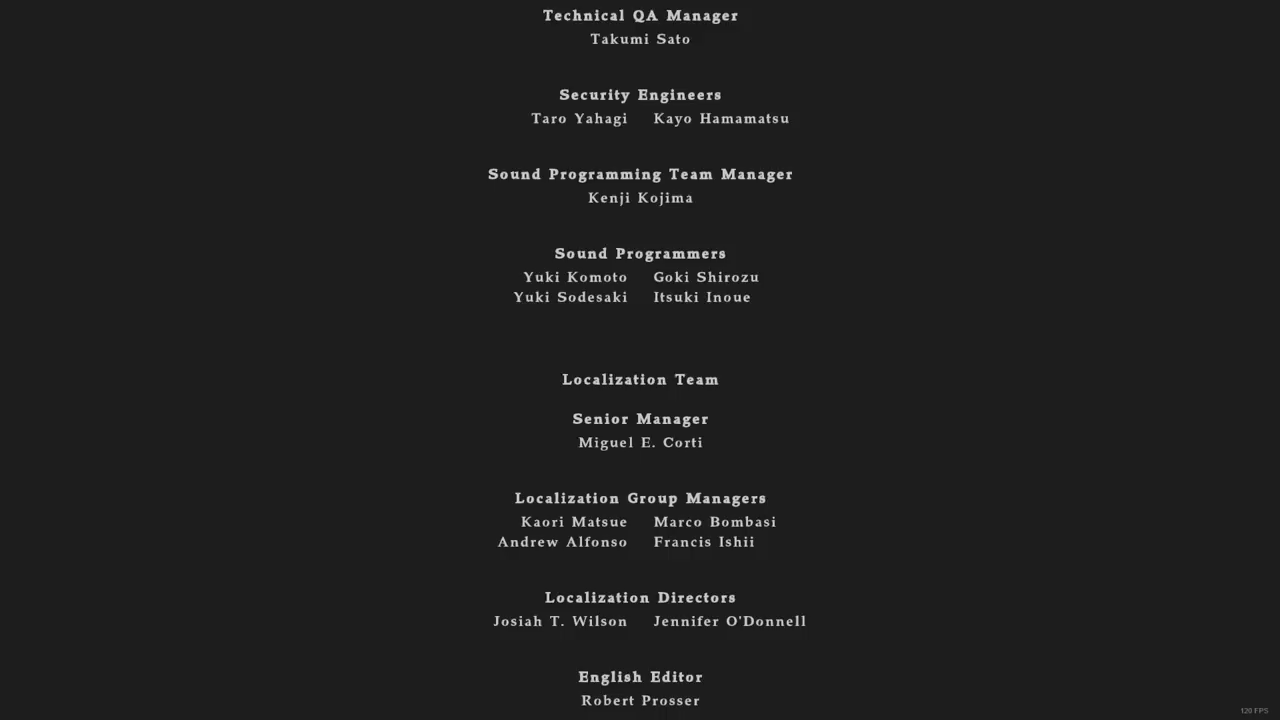 Technical QA Manager
Takumi Sato
Security Engineers
Taro Yahagi Kayo Hamamatsu
Sound Programming Team Manager
Kenji Kojima
Sound Programmers
Yuki Komoto Goki Shirozu
Yuki Sodesaki Itsuki Inoue
Localization Team
Senior Manager
Miguel E. Corti
Localization Group Managers
Kaori Matsue Marco Bombasi
Andrew Alfonso Francis Ishii
Localization Directors
Josiah T. Wilson Jennifer O'Donnell
English Editor
Robert Prosser
120 FPS